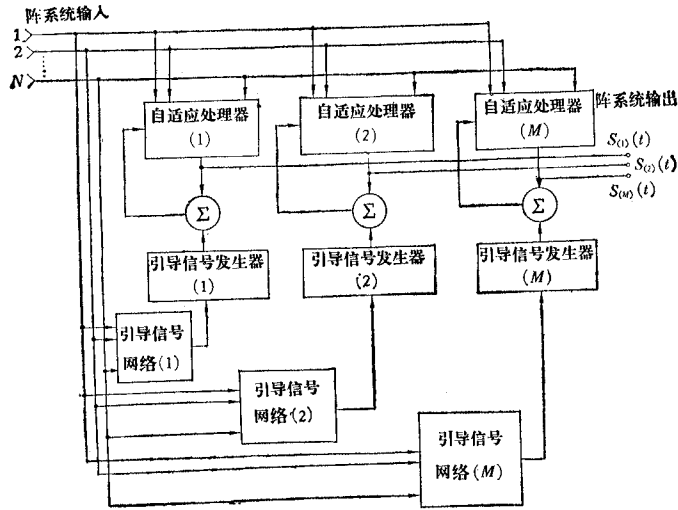 阵系统输入
1
2
N
自适应处理器
(1)
自适应处理器
(2)
自适应处理器
(M)
阵系统输出
S(1)(t)
S(2)(t)
S(M)(t)
Σ
Σ
Σ
引导信号发生器
(1)
引导信号发生器
(2)
引导信号发生器
(M)
引导信号
网络(1)
引导信号
网络(2)
引导信号
网络(M)